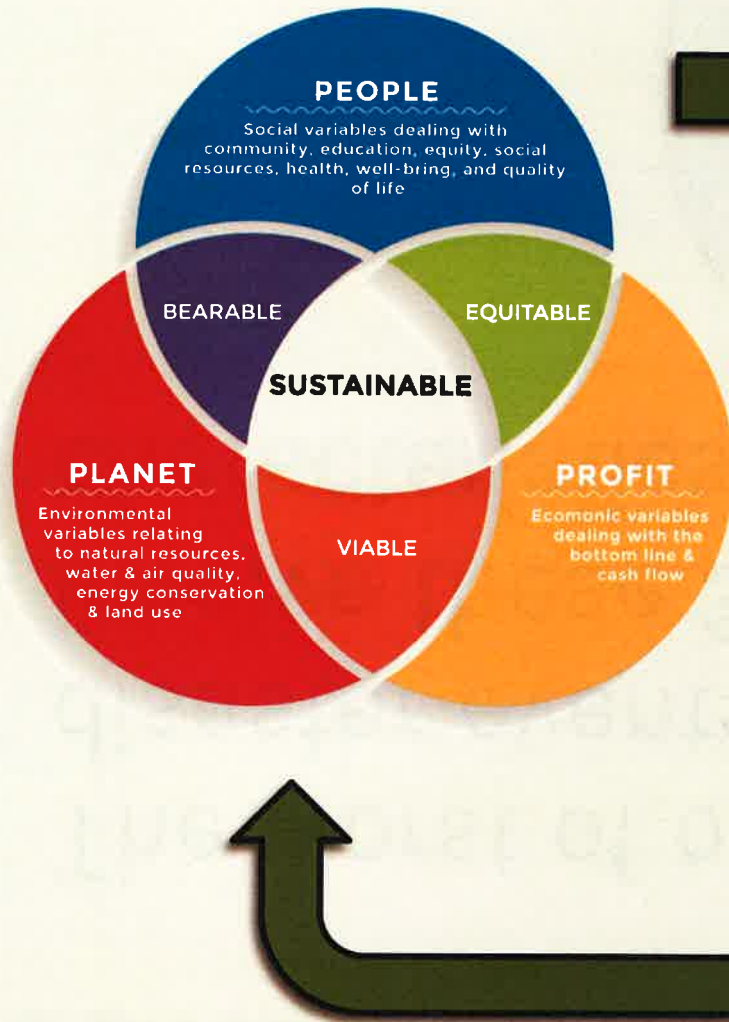 PEOPLE
Social variables dealing with
community, education, equity, social
resources, health, well-bring, and quality
of life
BEARABLE
EQUITABLE
SUSTAINABLE
PLANET
Environmental
variables relating
to natural resources,
water & air quality,
energy conservation
& land use
VIABLE
PROFIT
Ecomonic variables
dealing with the
bottom line &
cash flow